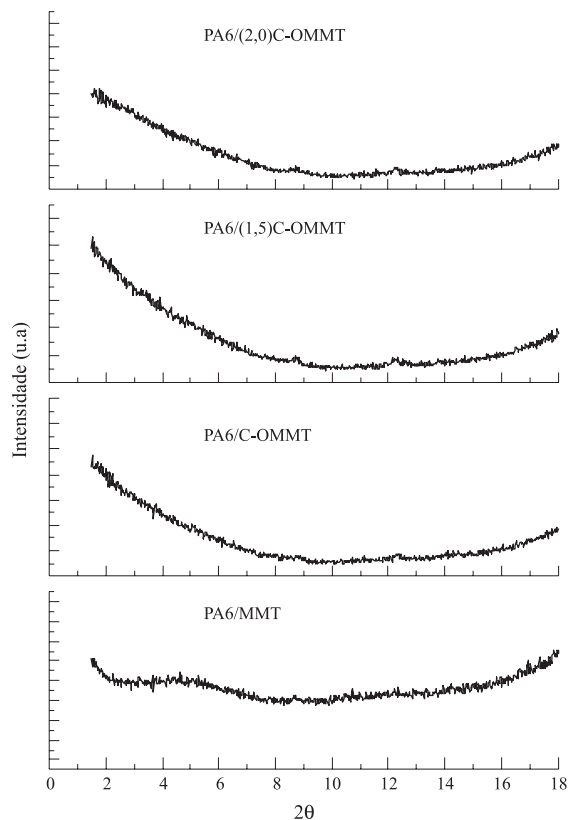 PA6/(2,0)C-OMMT
PA6/(1,5)C-OMMT
Intensidade (u.a)
PA6/C-OMMT
PA6/MMT
0 2 4 6 8 10 12 14 16 18
2θ